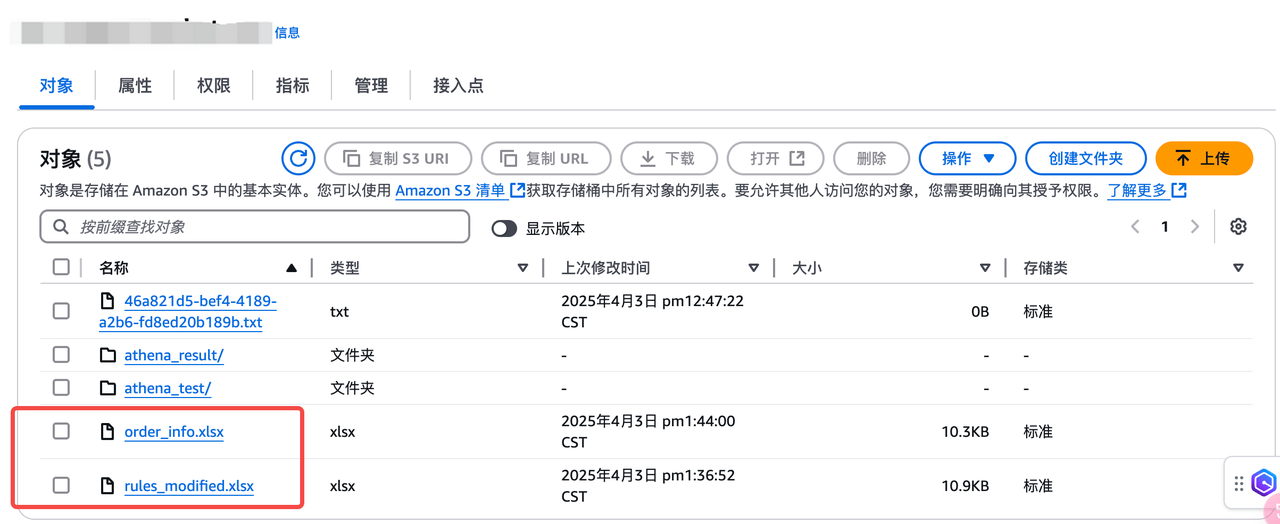 信息
对象 属性 权限 指标 管理 接入点
对象 (5) 复制 S3 URI 复制 URL 下载 打开 删除 操作 创建文件夹 上传
对象是存储在 Amazon S3 中的基本实体。您可以使用 Amazon S3 清单 获取存储桶中所有对象的列表。要允许其他人访问您的对象，您需要明确向其授予权限。了解更多
按前缀查找对象 显示版本 1
名称 类型 上次修改时间 大小 存储类
46a821d5-bef4-4189-
a2b6-fd8ed20b189b.txt txt 2025年4月3日 pm12:47:22
CST 0B 标准
athena_result/ 文件夹 - - -
athena_test/ 文件夹 - - -
order_info.xlsx xlsx 2025年4月3日 pm1:44:00
CST 10.3KB 标准
rules_modified.xlsx xlsx 2025年4月3日 pm1:36:52
CST 10.9KB 标准